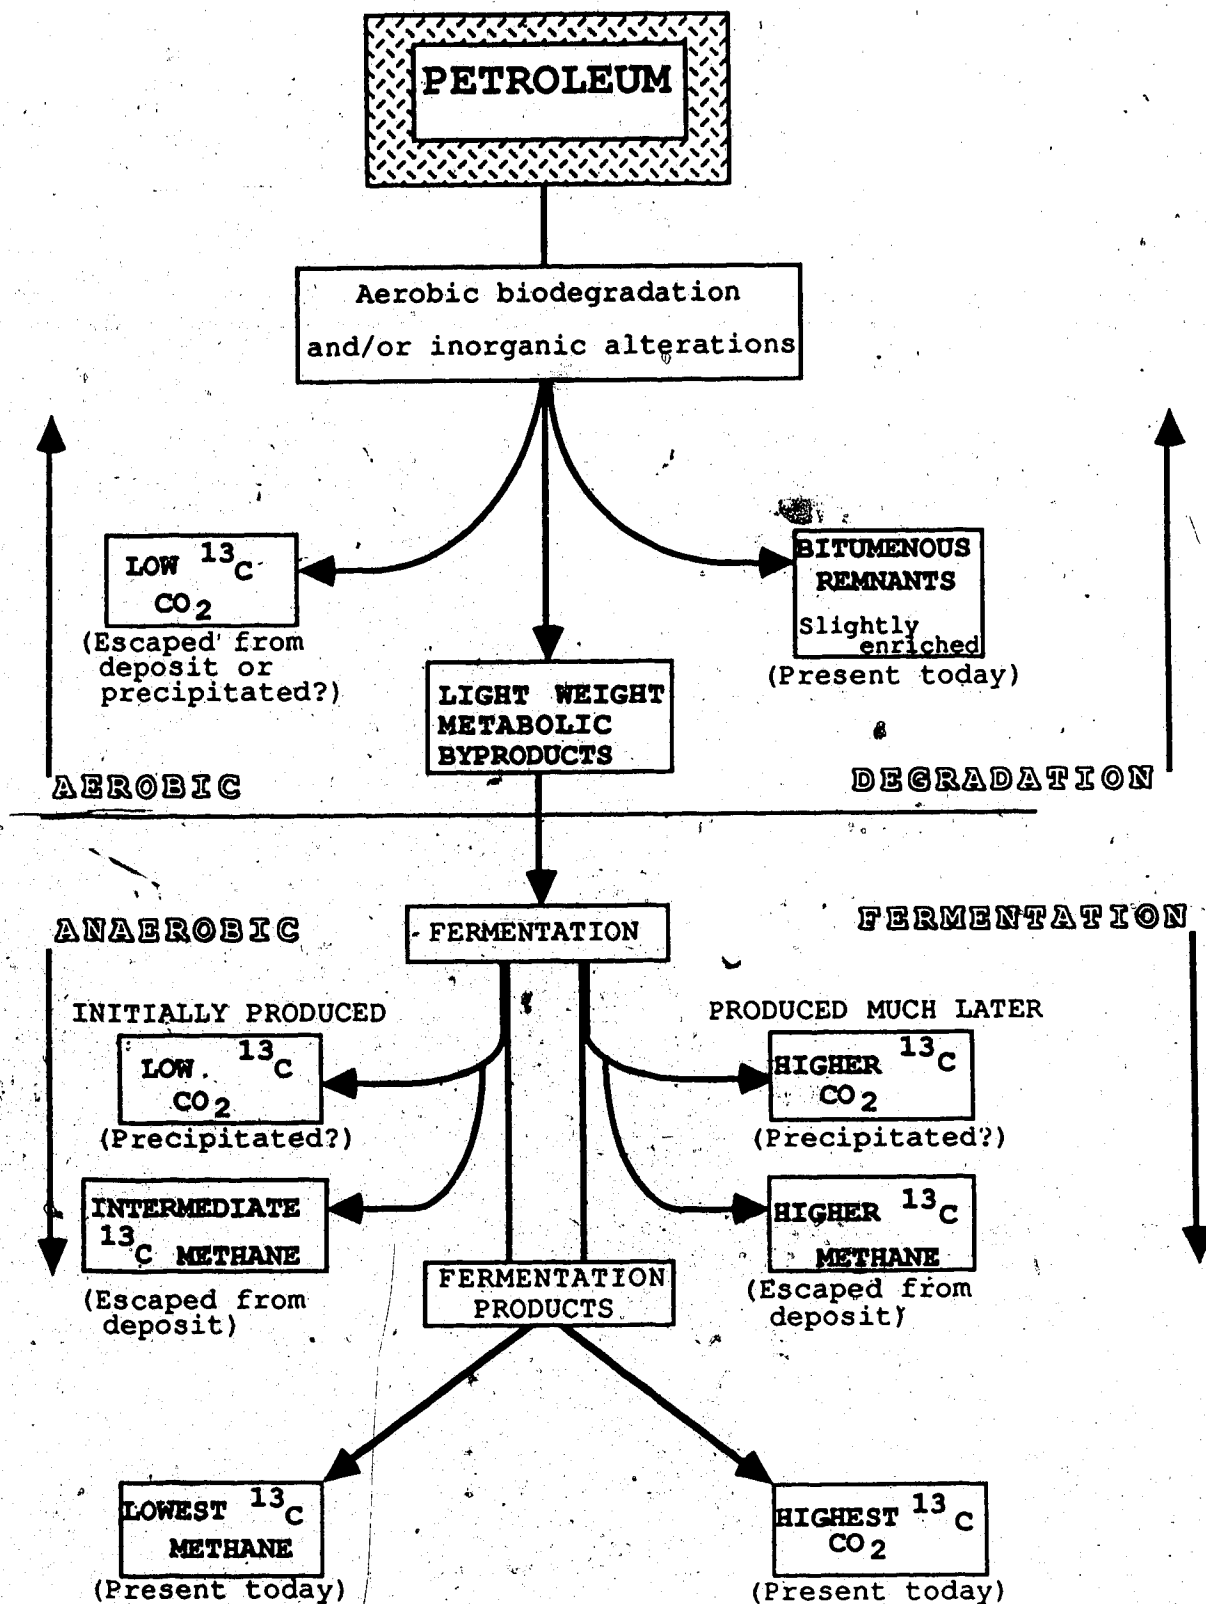 PETROLEUM
Aerobic biodegradation
and/or inorganic alterations
LOW 13C
CO2
(Escaped from
deposit or
precipitated?)
BITUMENOUS
REMNANTS
Slightly
enriched
(Present today)
LIGHT WEIGHT
METABOLIC
BYPRODUCTS
AEROBIC
DEGRADATION
ANAEROBIC
FERMENTATION
FERMENTATION
INITIALLY PRODUCED
LOW 13C
CO2
(Precipitated?)
INTERMEDIATE
13C METHANE
(Escaped from
deposit)
PRODUCED MUCH LATER
HIGHER 13C
CO2
(Precipitated?)
HIGHER 13C
METHANE
(Escaped from
deposit)
FERMENTATION
PRODUCTS
LOWEST 13C
METHANE
(Present today)
HIGHEST 13C
CO2
(Present today)